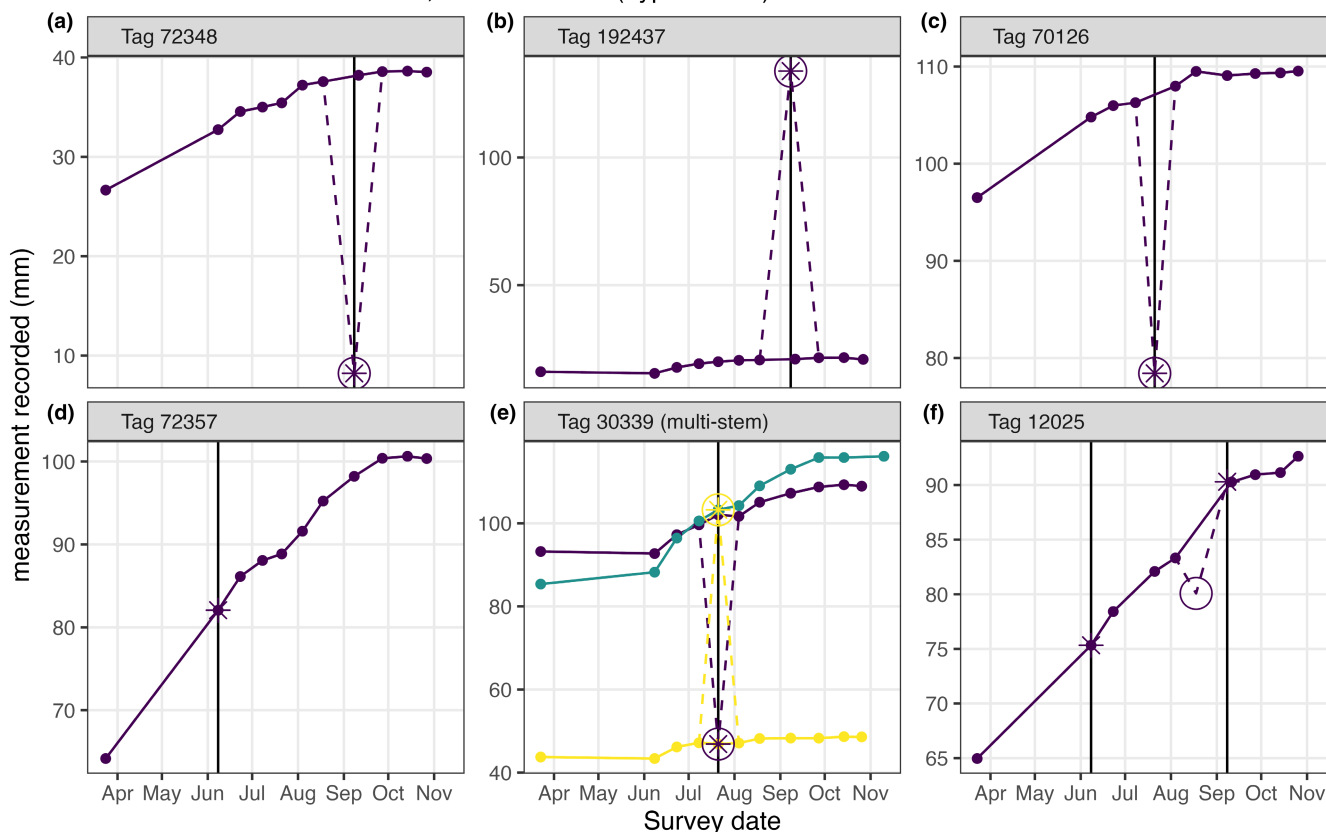 (a)
Tag 72348
(b)
Tag 192437
(c)
Tag 70126
40
30
20
10
100
50
110
100
90
80
measurement recorded (mm)
(d)
Tag 72357
(e)
Tag 30339 (multi-stem)
(f)
Tag 12025
100
90
80
70
120
100
80
60
40
90
85
80
75
70
65
Apr May Jun Jul Aug Sep Oct Nov
Apr May Jun Jul Aug Sep Oct Nov
Apr May Jun Jul Aug Sep Oct Nov
Survey date